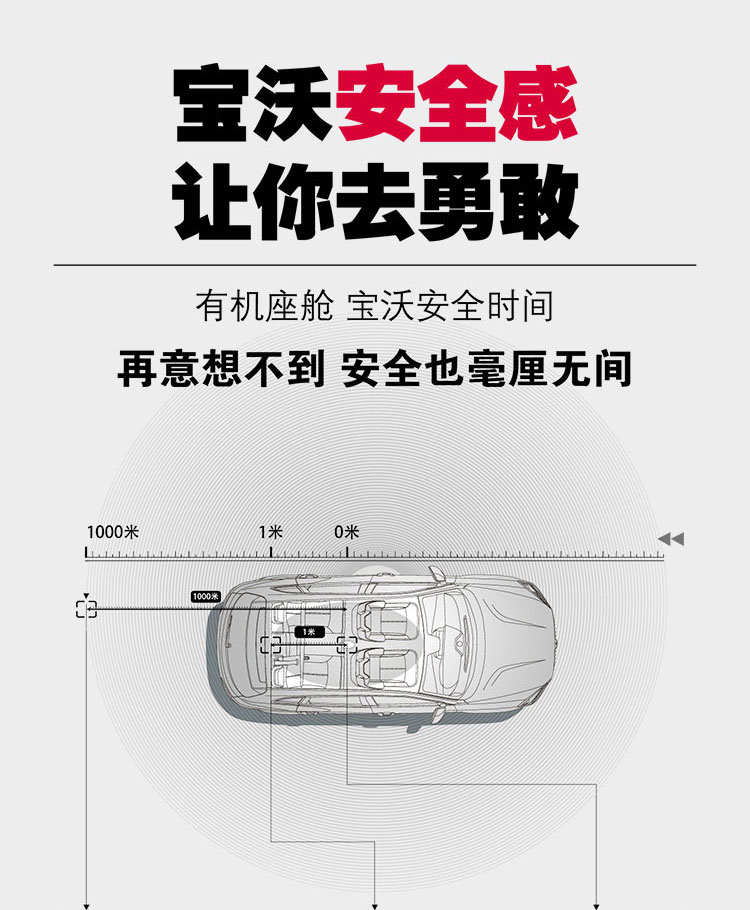 宝沃安全感
让你去勇敢
有机座舱 宝沃安全时间
再意想不到 安全也毫厘无间
1000米 1米 0米
1000米
1米